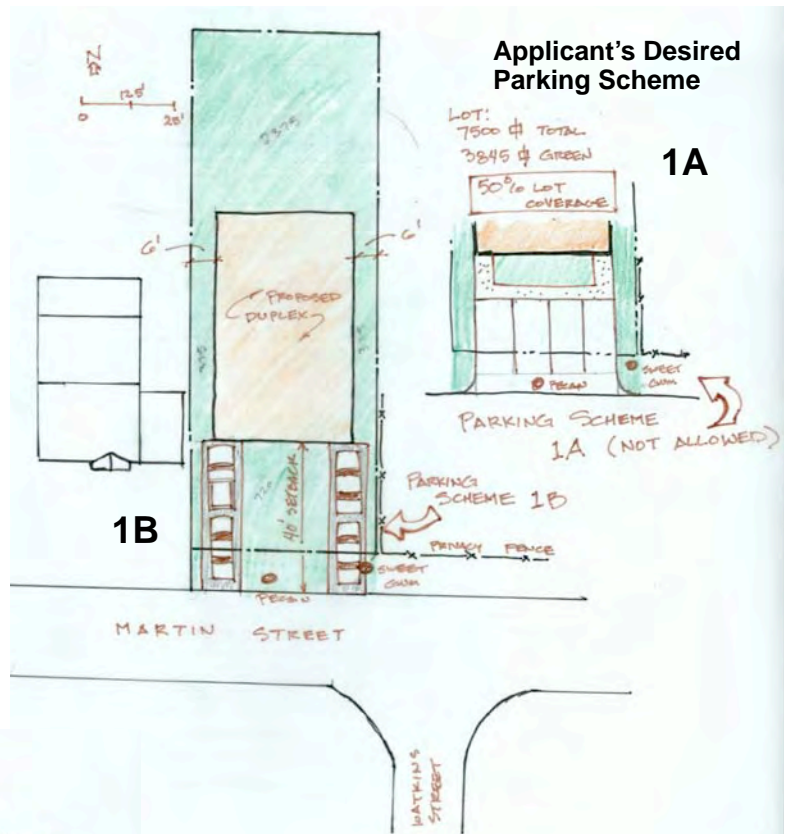 Applicant's Desired
Parking Scheme
N
12.5'
0
25'
2375
LOT:
7500 ⏍ TOTAL
3845 ⏍ GREEN
1A
50% LOT
COVERAGE
6'
6'
PROPOSED
DUPLEX
SWEET
GUM
PECAN
PARKING SCHEME
1A (NOT ALLOWED)
40' SETBACK
PARKING
SCHEME 1B
1B
PRIVACY FENCE
SWEET
GUM
PECAN
MARTIN STREET
WATKINS
STREET